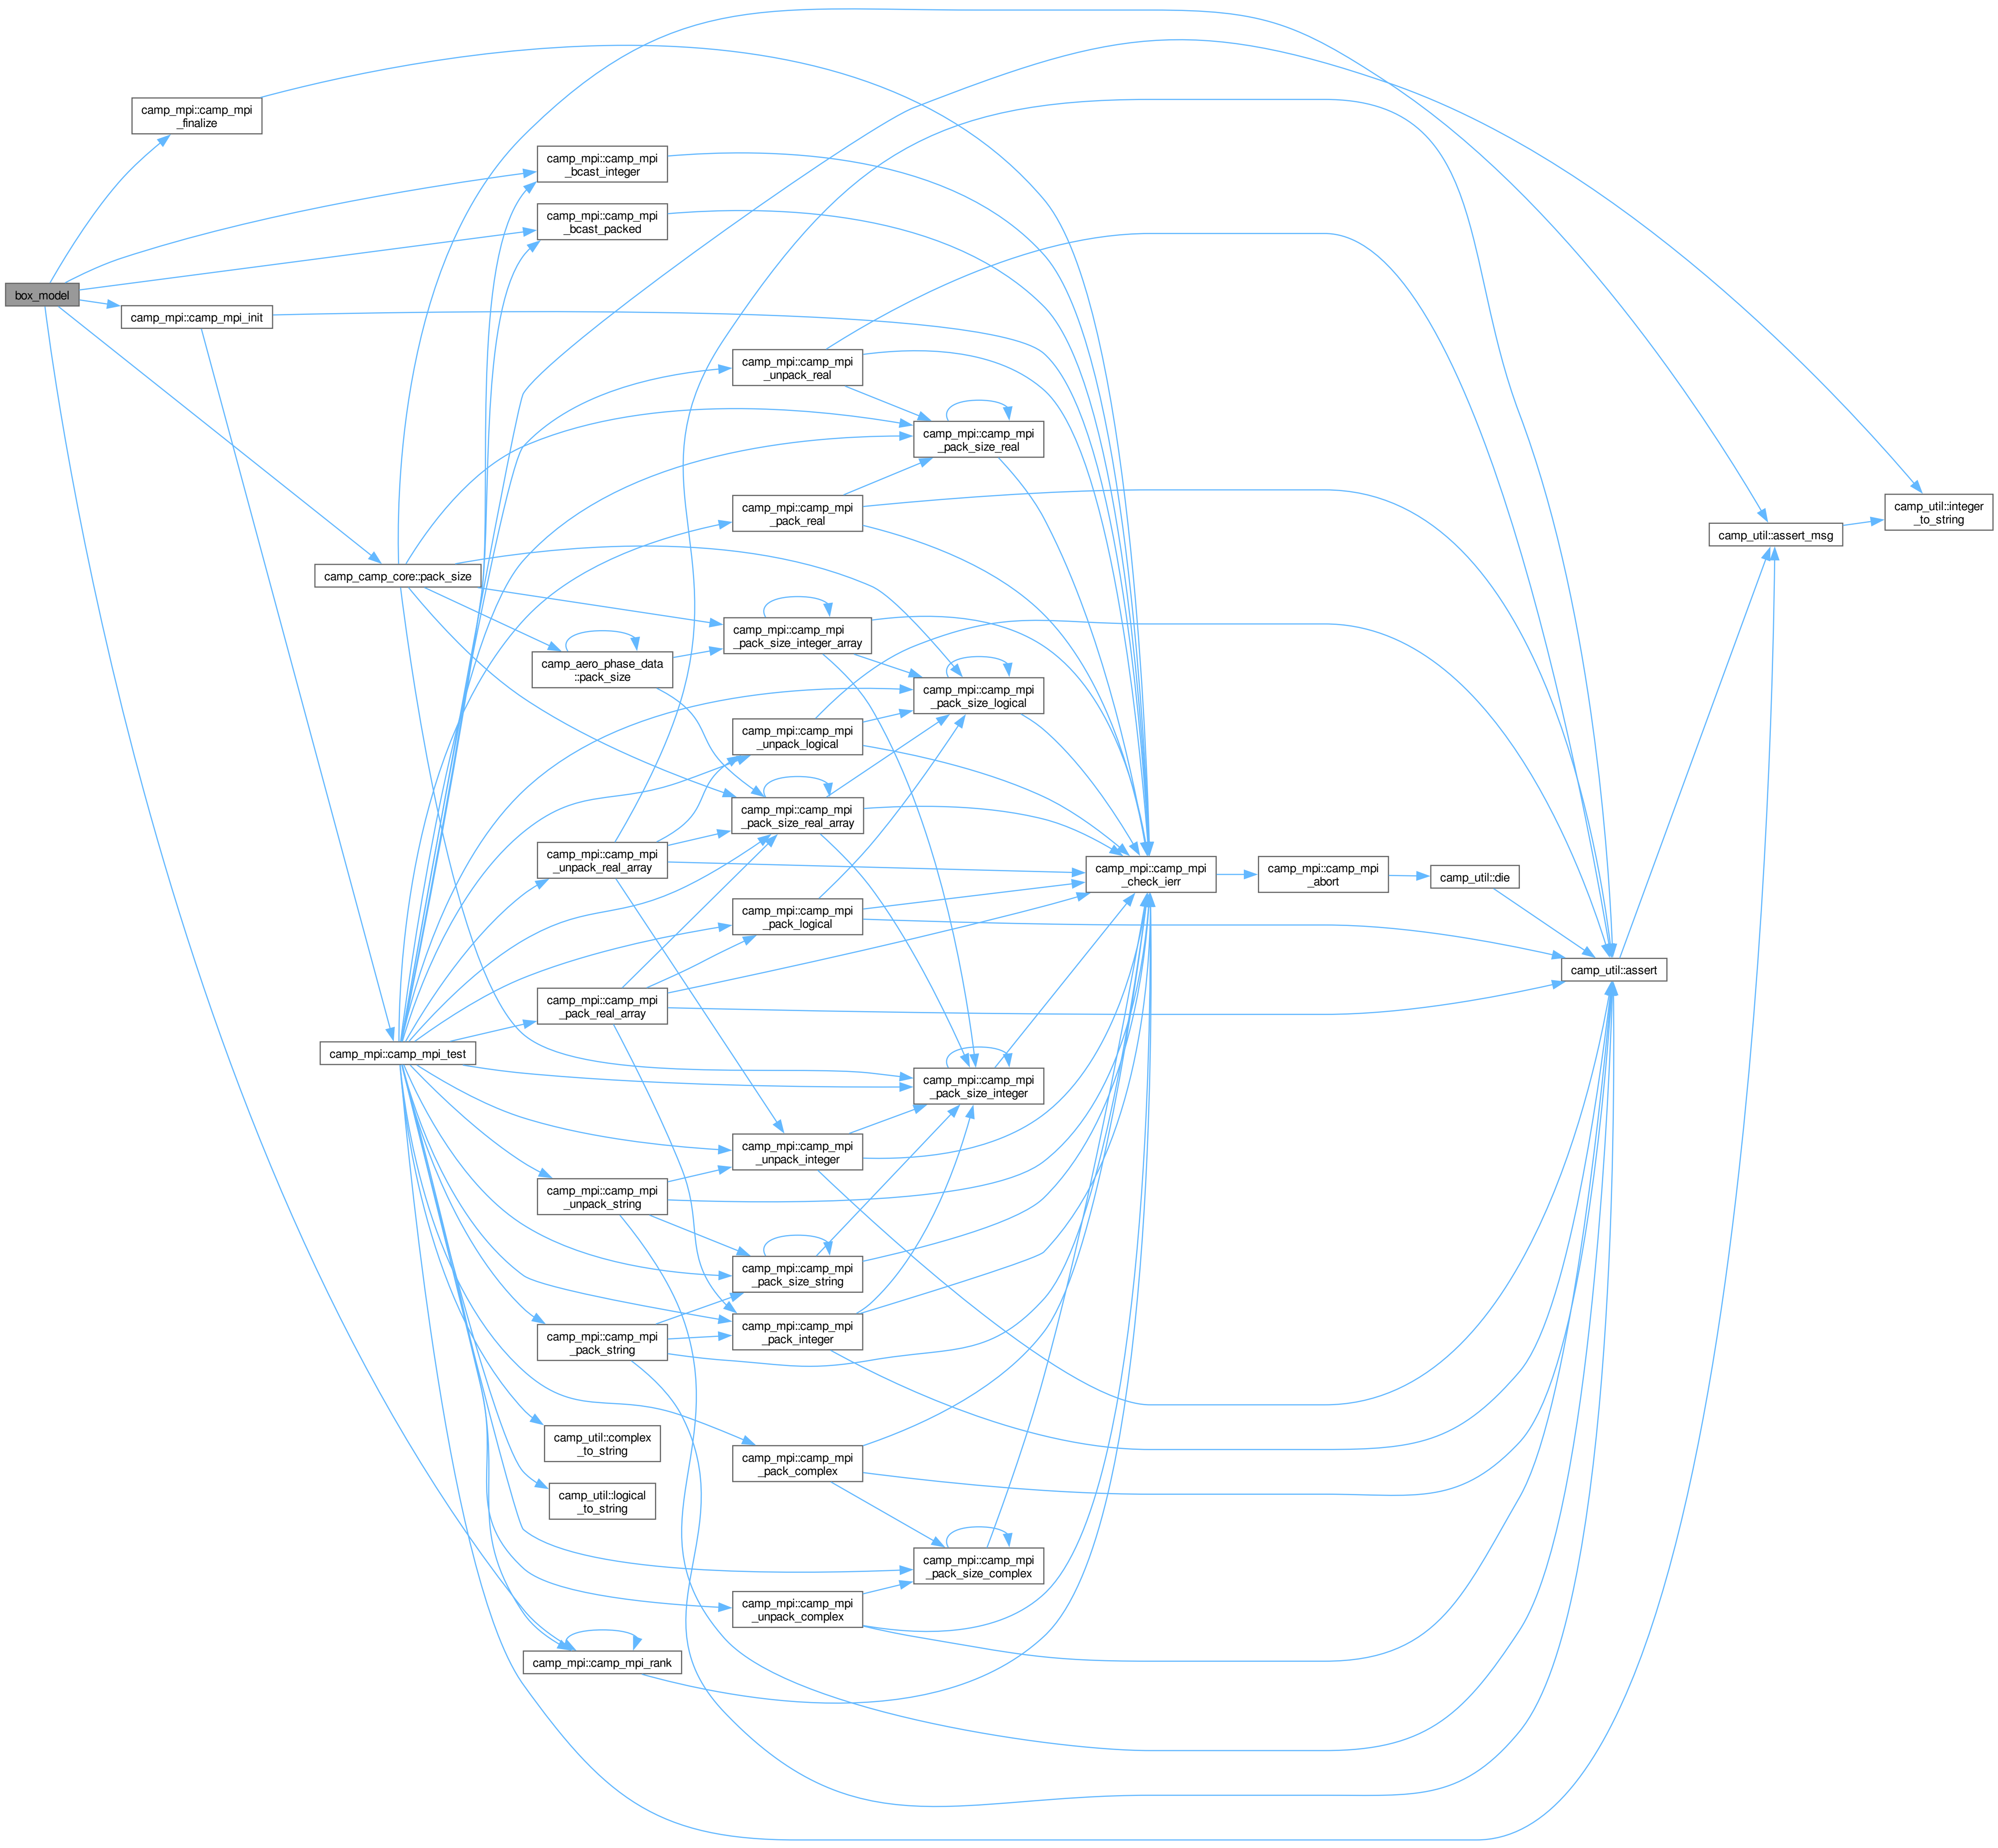 camp_mpi::camp_mpi
_finalize
box_model
camp_mpi::camp_mpi_init
camp_camp_core::pack_size
camp_mpi::camp_mpi_test
camp_mpi::camp_mpi
_bcast_integer
camp_mpi::camp_mpi
_bcast_packed
camp_aero_phase_data
::pack_size
camp_mpi::camp_mpi
_unpack_real_array
camp_mpi::camp_mpi
_pack_real_array
camp_mpi::camp_mpi
_unpack_string
camp_mpi::camp_mpi
_pack_string
camp_util::complex
_to_string
camp_util::logical
_to_string
camp_mpi::camp_mpi_rank
camp_mpi::camp_mpi
_unpack_real
camp_mpi::camp_mpi
_pack_real
camp_mpi::camp_mpi
_pack_size_integer_array
camp_mpi::camp_mpi
_unpack_logical
camp_mpi::camp_mpi
_pack_size_real_array
camp_mpi::camp_mpi
_pack_logical
camp_mpi::camp_mpi
_unpack_integer
camp_mpi::camp_mpi
_pack_size_string
camp_mpi::camp_mpi
_pack_integer
camp_mpi::camp_mpi
_pack_complex
camp_mpi::camp_mpi
_unpack_complex
camp_mpi::camp_mpi
_pack_size_real
camp_mpi::camp_mpi
_pack_size_logical
camp_mpi::camp_mpi
_pack_size_integer
camp_mpi::camp_mpi
_pack_size_complex
camp_mpi::camp_mpi
_check_ierr
camp_mpi::camp_mpi
_abort
camp_util::die
camp_util::assert
camp_util::assert_msg
camp_util::integer
_to_string